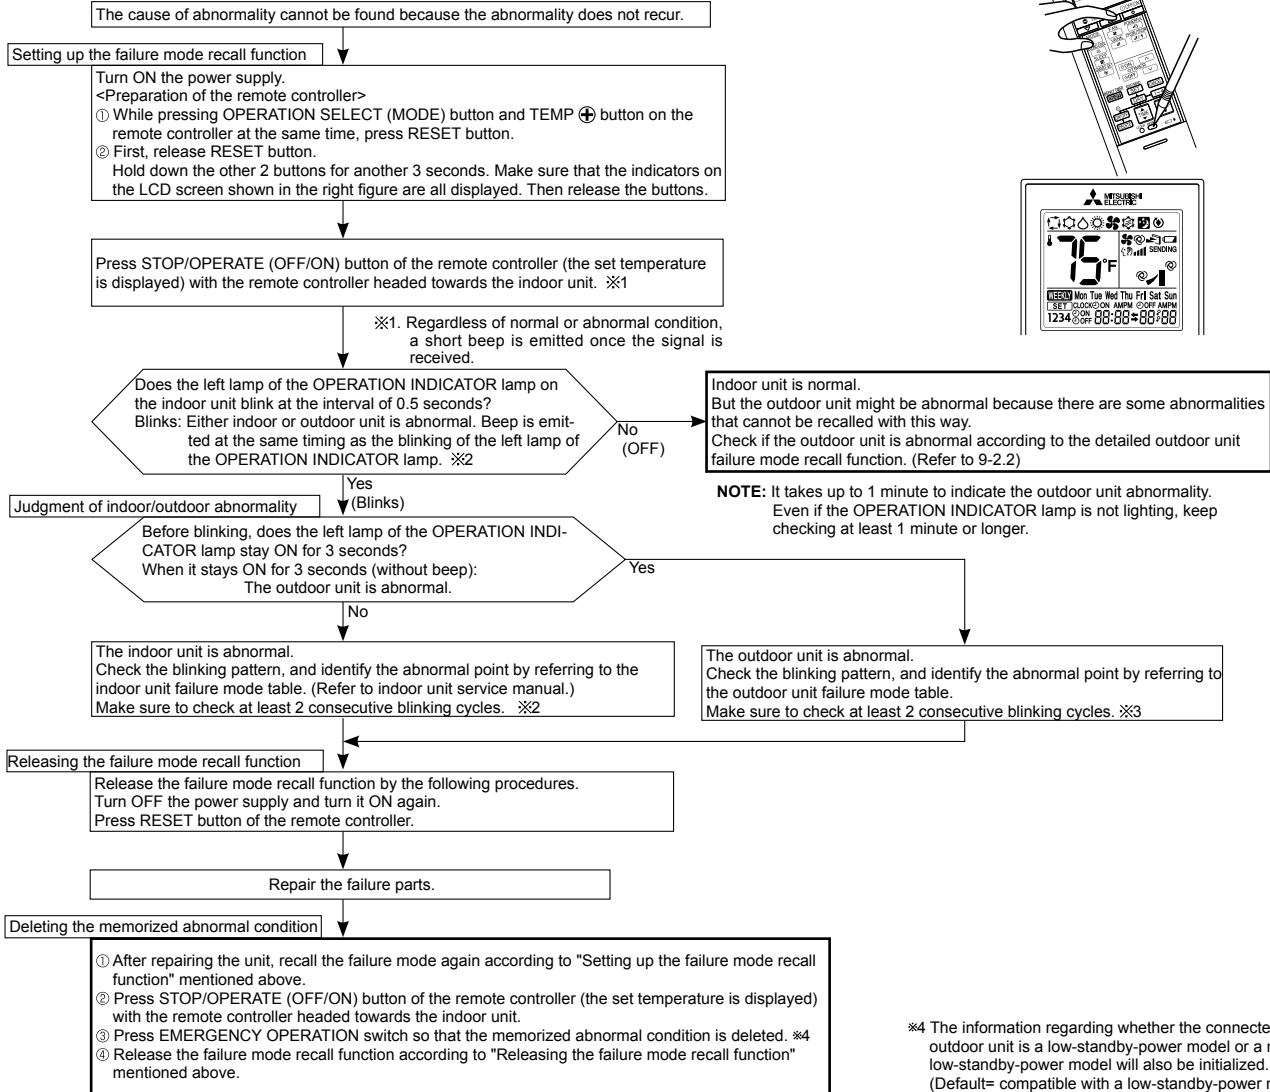 The cause of abnormality cannot be found because the abnormality does not recur.
Setting up the failure mode recall function
Turn ON the power supply.
<Preparation of the remote controller>
① While pressing OPERATION SELECT (MODE) button and TEMP ⊕ button on the
remote controller at the same time, press RESET button.
② First, release RESET button.
Hold down the other 2 buttons for another 3 seconds. Make sure that the indicators on
the LCD screen shown in the right figure are all displayed. Then release the buttons.
MITSUBISHI
ELECTRIC
75°F
SENDING
WEEKLY Mon Tue Wed Thu Fri Sat Sun
SET CLOCK ON AMPM OFF AMPM
1234 ON OFF 88:88 88:88
Press STOP/OPERATE (OFF/ON) button of the remote controller (the set temperature
is displayed) with the remote controller headed towards the indoor unit. ※1
※1. Regardless of normal or abnormal condition,
a short beep is emitted once the signal is
received.
Does the left lamp of the OPERATION INDICATOR lamp on
the indoor unit blink at the interval of 0.5 seconds?
Blinks: Either indoor or outdoor unit is abnormal. Beep is emit-
ted at the same timing as the blinking of the left lamp of
the OPERATION INDICATOR lamp. ※2
No
(OFF)
Indoor unit is normal.
But the outdoor unit might be abnormal because there are some abnormalities
that cannot be recalled with this way.
Check if the outdoor unit is abnormal according to the detailed outdoor unit
failure mode recall function. (Refer to 9-2.2)
NOTE: It takes up to 1 minute to indicate the outdoor unit abnormality.
Even if the OPERATION INDICATOR lamp is not lighting, keep
checking at least 1 minute or longer.
Yes
(Blinks)
Judgment of indoor/outdoor abnormality
Before blinking, does the left lamp of the OPERATION INDI-
CATOR lamp stay ON for 3 seconds?
When it stays ON for 3 seconds (without beep):
The outdoor unit is abnormal.
Yes
No
The indoor unit is abnormal.
Check the blinking pattern, and identify the abnormal point by referring to the
indoor unit failure mode table. (Refer to indoor unit service manual.)
Make sure to check at least 2 consecutive blinking cycles. ※2
The outdoor unit is abnormal.
Check the blinking pattern, and identify the abnormal point by referring to
the outdoor unit failure mode table.
Make sure to check at least 2 consecutive blinking cycles. ※3
Releasing the failure mode recall function
Release the failure mode recall function by the following procedures.
Turn OFF the power supply and turn it ON again.
Press RESET button of the remote controller.
Repair the failure parts.
Deleting the memorized abnormal condition
① After repairing the unit, recall the failure mode again according to "Setting up the failure mode recall
function" mentioned above.
② Press STOP/OPERATE (OFF/ON) button of the remote controller (the set temperature is displayed)
with the remote controller headed towards the indoor unit.
③ Press EMERGENCY OPERATION switch so that the memorized abnormal condition is deleted. ※4
④ Release the failure mode recall function according to "Releasing the failure mode recall function"
mentioned above.
※4 The information regarding whether the connecte
outdoor unit is a low-standby-power model or a
low-standby-power model will also be initialized.
(Default= compatible with a low-standby-power